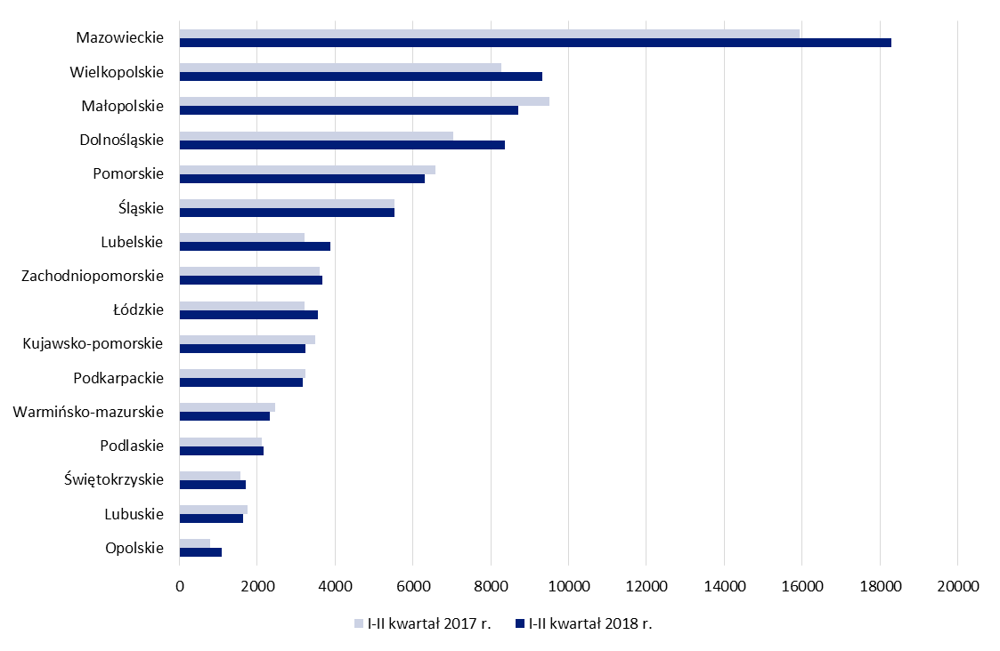 Mazowieckie
Wielkopolskie
Małopolskie
Dolnośląskie
Pomorskie
Śląskie
Lubelskie
Zachodniopomorskie
Łódzkie
Kujawsko-pomorskie
Podkarpackie
Warmińsko-mazurskie
Podlaskie
Świętokrzyskie
Lubuskie
Opolskie
0 2000 4000 6000 8000 10000 12000 14000 16000 18000 20000
I-II kwartał 2017 r. I-II kwartał 2018 r.